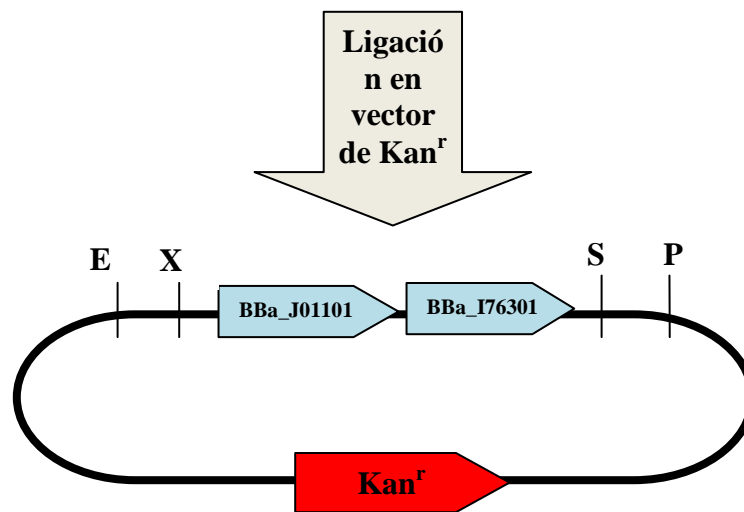 Ligació
n en
vector
de Kanʳ
E X S P
BBa_J01101 BBa_I76301
Kanʳ